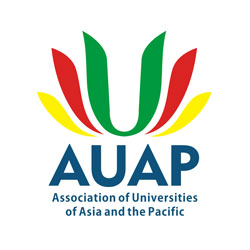 AUAP
Association of Universities
of Asia and the Pacific